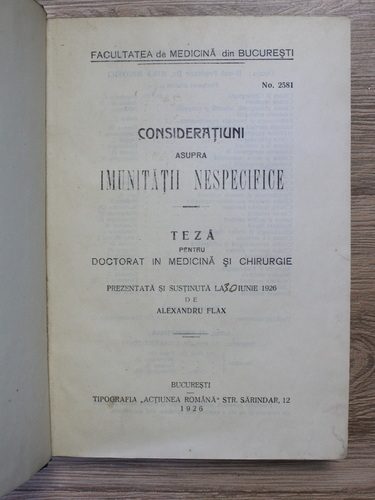 FACULTATEA de MEDICINĂ din BUCUREȘTI
No. 2581
CONSIDERAȚIUNI
ASUPRA
IMUNITĂȚII NESPECIFICE
TEZĂ
PENTRU
DOCTORAT IN MEDICINĂ ȘI CHIRURGIE
PREZENTATĂ ȘI SUSȚINUTĂ LA 30 IUNIE 1926
DE
ALEXANDRU FLAX
BUCUREȘTI
TIPOGRAFIA „ACȚIUNEA ROMÂNĂ” STR. SĂRINDAR, 12
1926